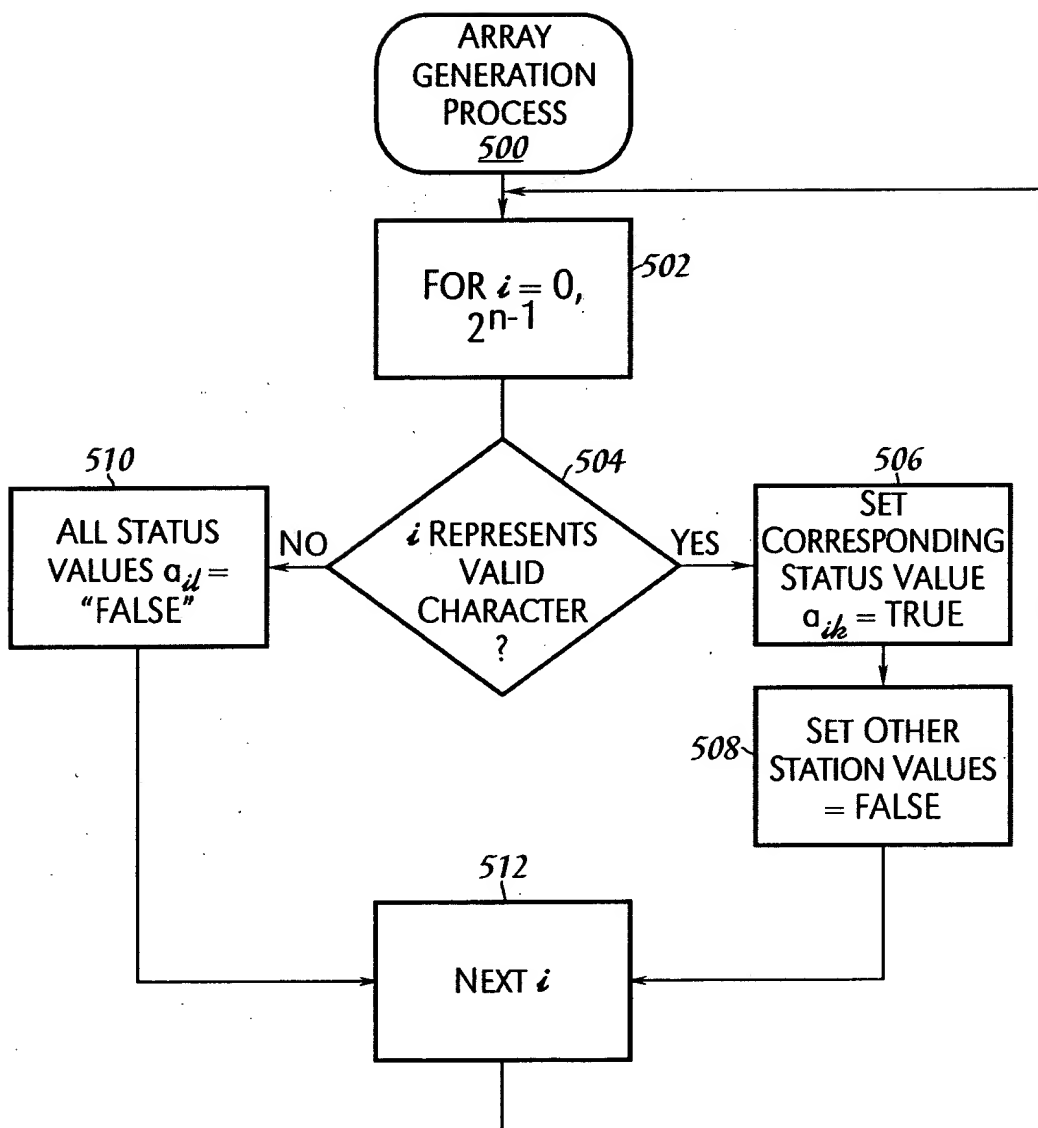 ARRAY
GENERATION
PROCESS
500
FOR i = 0,
2^n-1
502
504
i REPRESENTS
VALID
CHARACTER
?
NO
YES
510
ALL STATUS
VALUES a_il =
"FALSE"
506
SET
CORRESPONDING
STATUS VALUE
a_ik = TRUE
508
SET OTHER
STATION VALUES
= FALSE
512
NEXT i